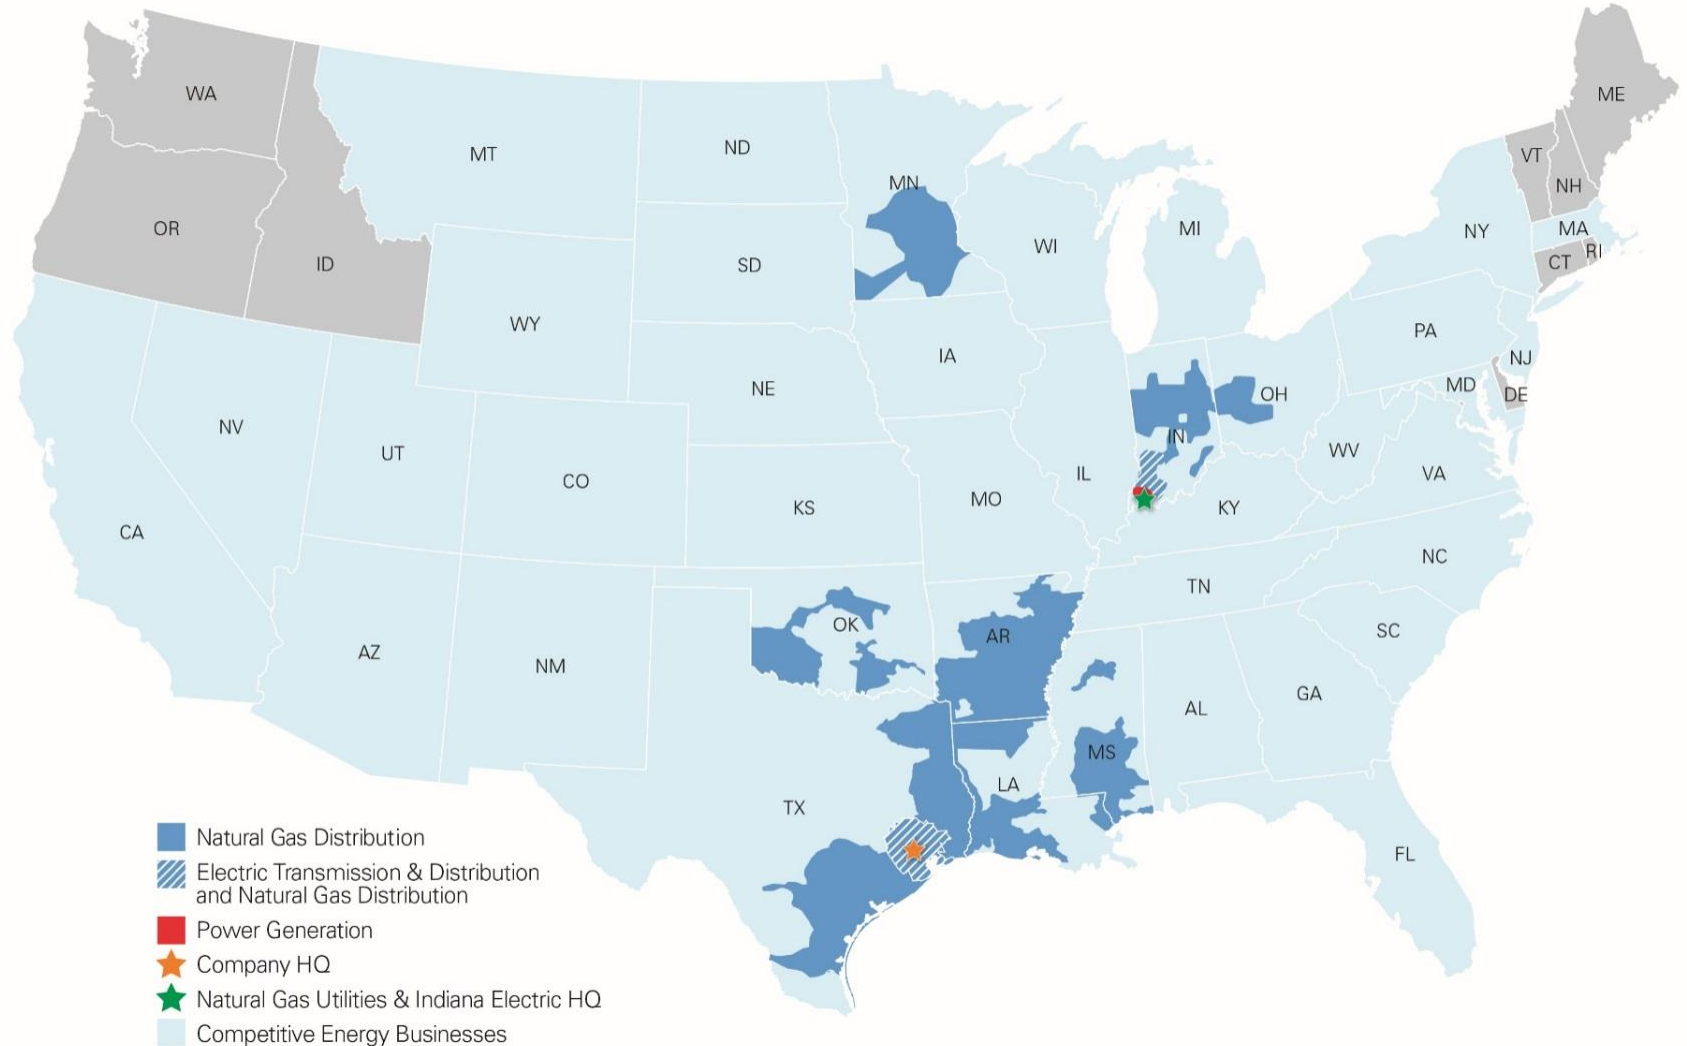 WA
ME
MT
ND
VT
MN
NH
OR
MI
NY
MA
WI
RI
ID
SD
CT
WY
PA
IA
NJ
NE
MD
OH
DE
NV
IN
UT
WV
IL
VA
CO
MO
KS
KY
CA
NC
TN
OK
SC
AR
AZ
NM
GA
AL
MS
LA
TX
FL
Natural Gas Distribution
Electric Transmission & Distribution
and Natural Gas Distribution
Power Generation
Company HQ
Natural Gas Utilities & Indiana Electric HQ
Competitive Energy Businesses